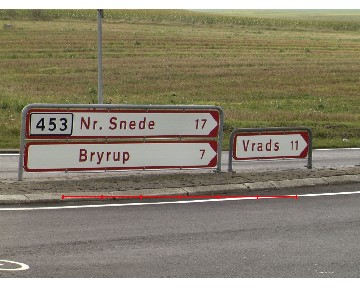 453 Nr. Snede 17
Bryrup 7
Vrads 11